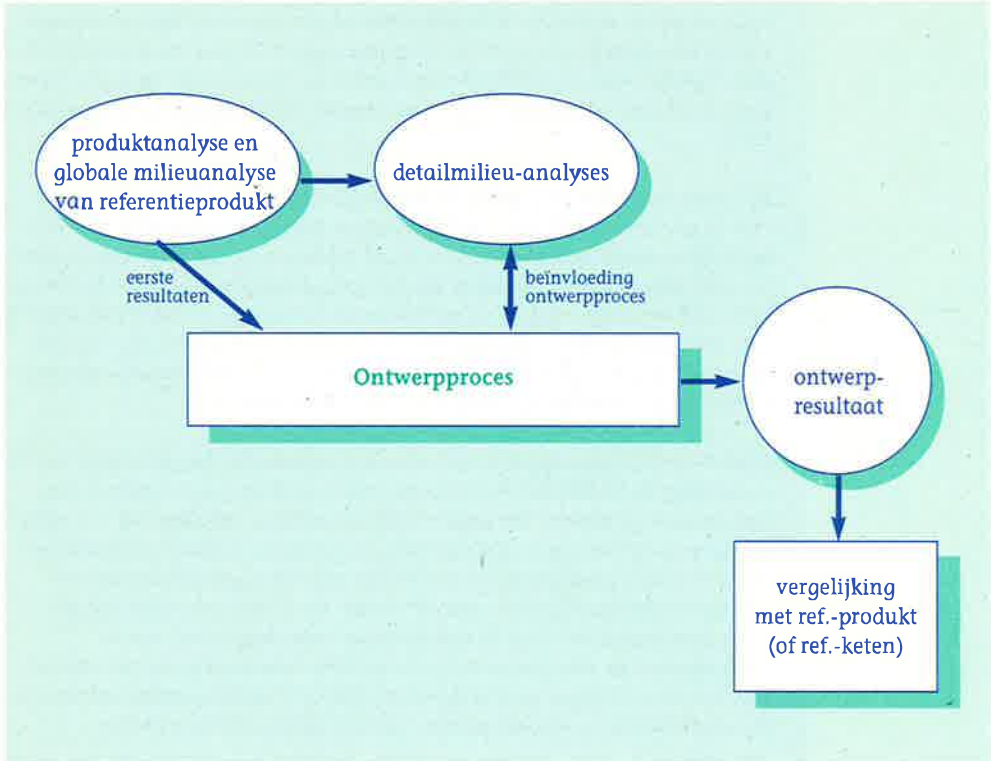 produktanalyse en
globale milieuanalyse
van referentieprodukt
detailmilieu-analyses
eerste
resultaten
beïnvloeding
ontwerpproces
Ontwerpproces
ontwerp-
resultaat
vergelijking
met ref.-produkt
(of ref.-keten)